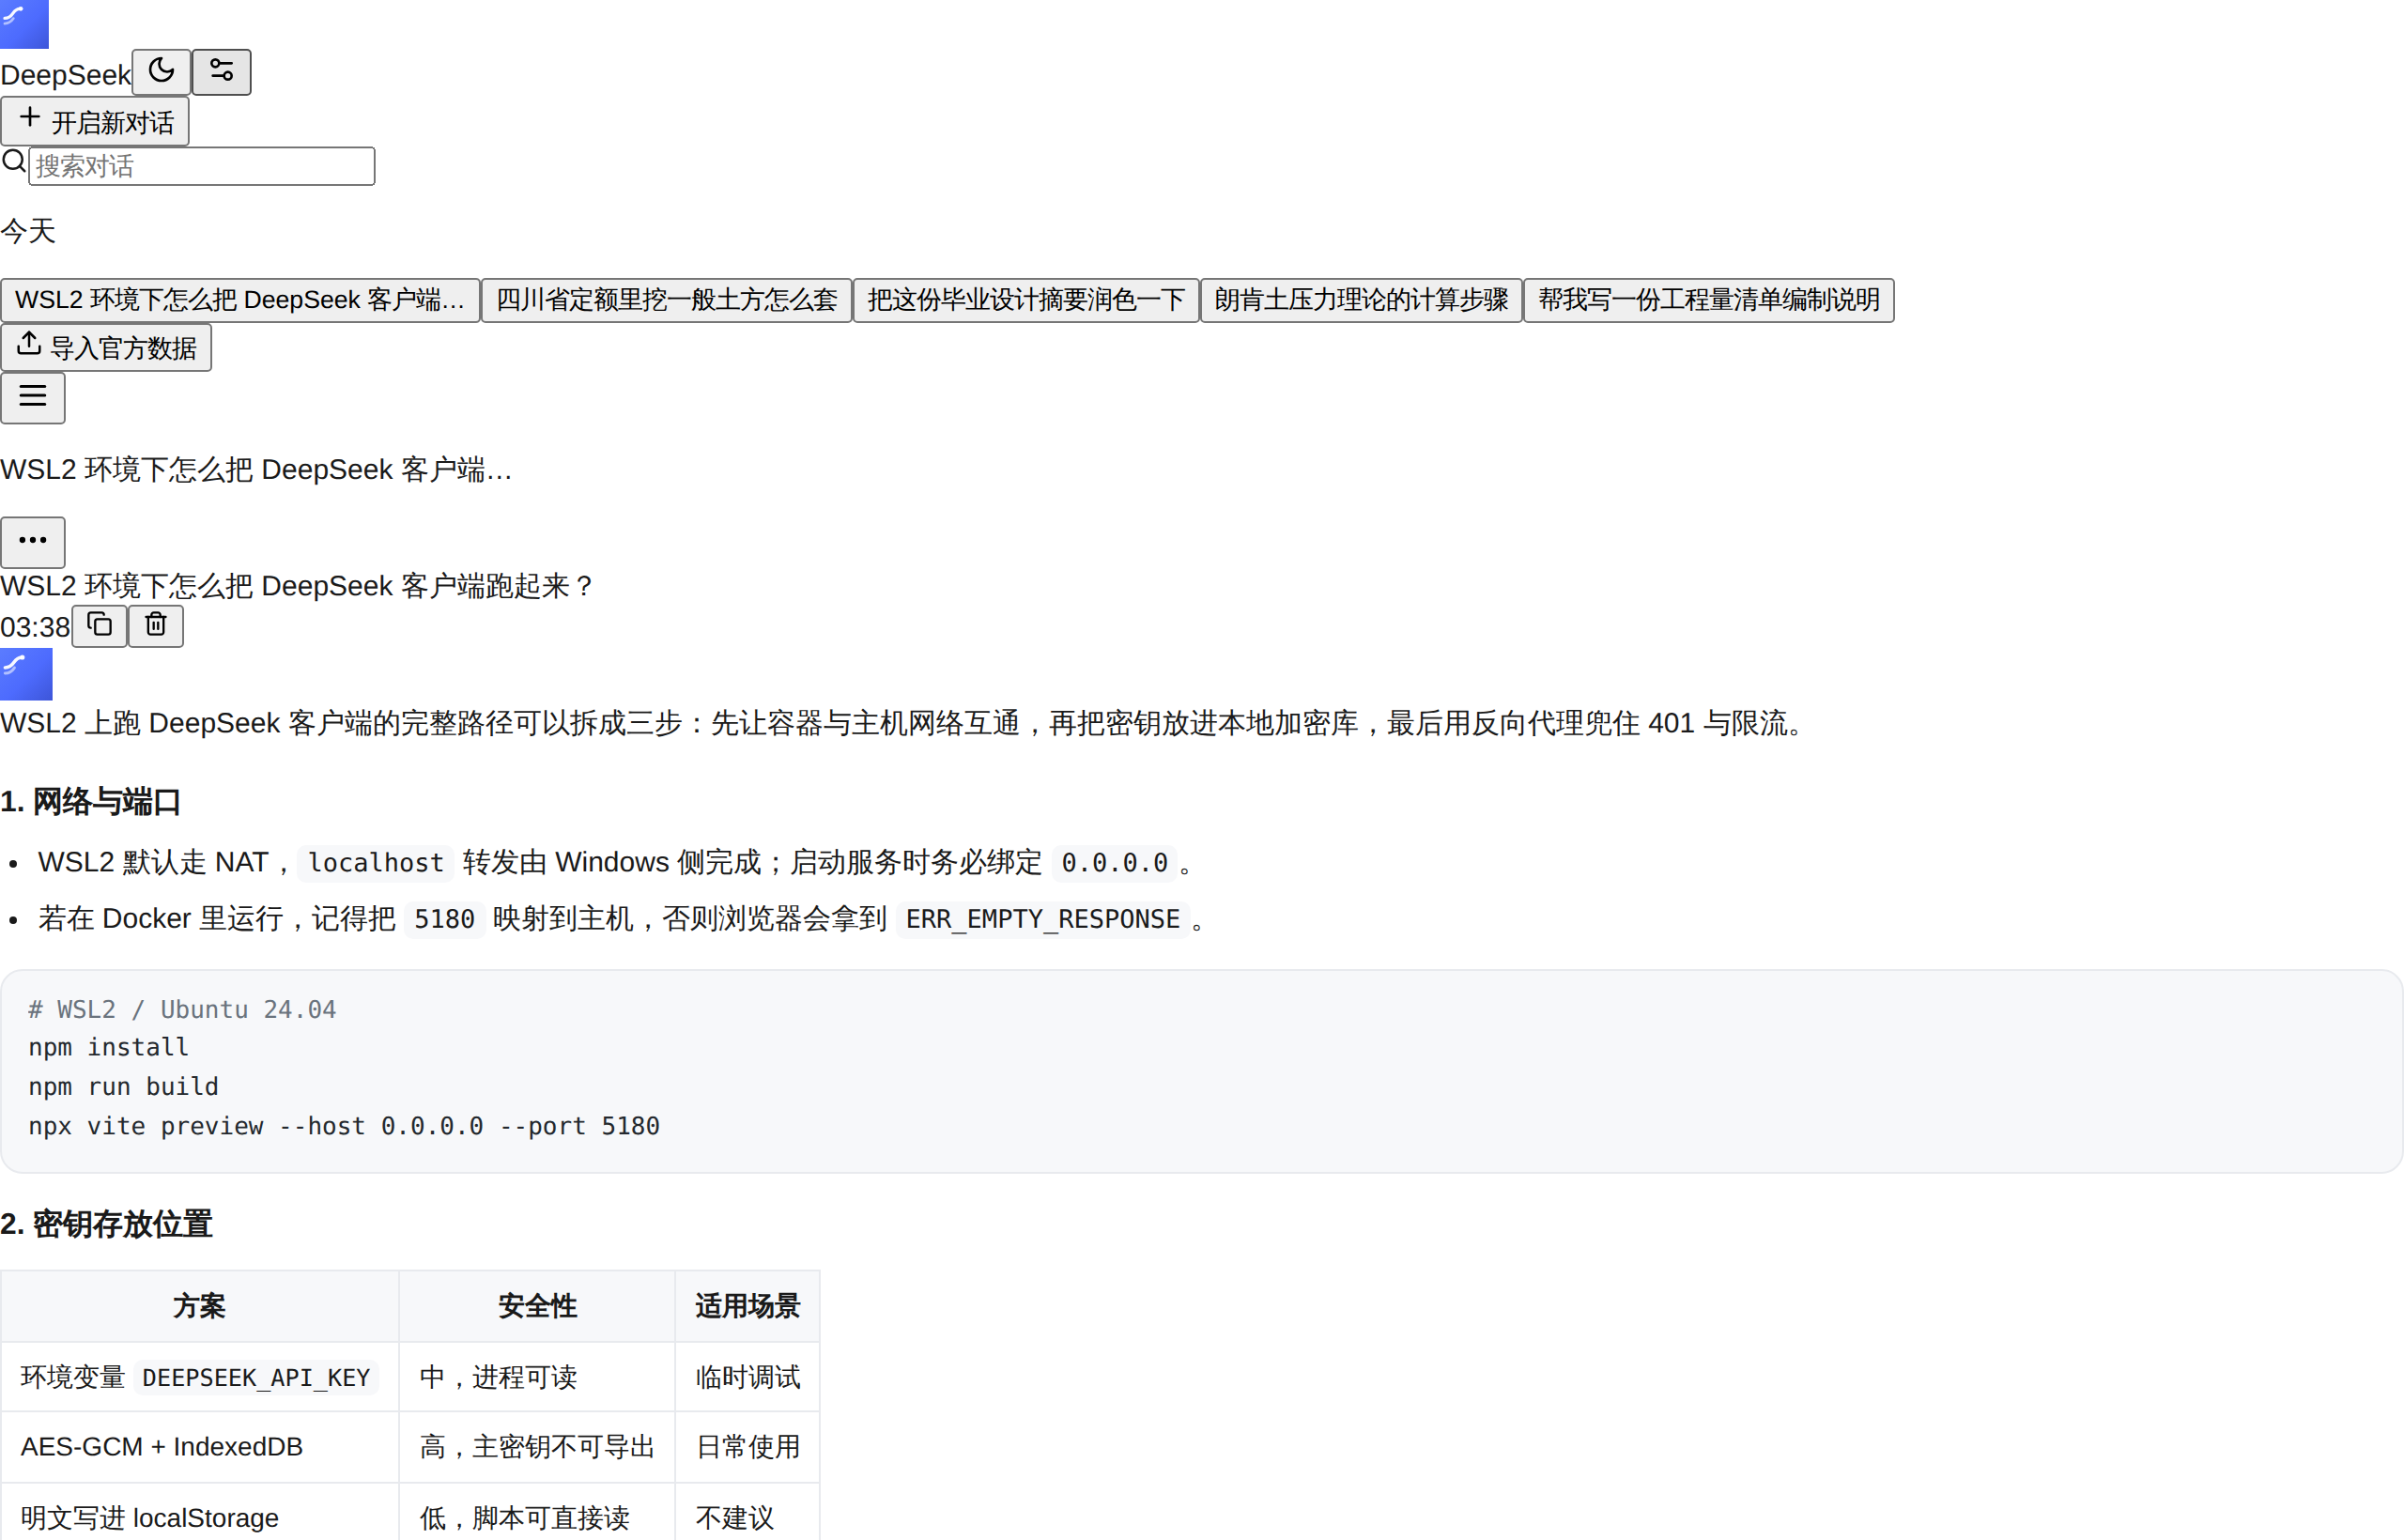 DeepSeek
开启新对话
搜索对话
今天
WSL2 环境下怎么把 DeepSeek 客户端… 四川省定额里挖一般土方怎么套 把这份毕业设计摘要润色一下 朗肯土压力理论的计算步骤 帮我写一份工程量清单编制说明
导入官方数据
WSL2 环境下怎么把 DeepSeek 客户端…
WSL2 环境下怎么把 DeepSeek 客户端跑起来？
03:38
WSL2 上跑 DeepSeek 客户端的完整路径可以拆成三步：先让容器与主机网络互通，再把密钥放进本地加密库，最后用反向代理兜住 401 与限流。
1. 网络与端口
• WSL2 默认走 NAT，localhost 转发由 Windows 侧完成；启动服务时务必绑定 0.0.0.0。
• 若在 Docker 里运行，记得把 5180 映射到主机，否则浏览器会拿到 ERR_EMPTY_RESPONSE。
# WSL2 / Ubuntu 24.04
npm install
npm run build
npx vite preview --host 0.0.0.0 --port 5180
2. 密钥存放位置
方案 安全性 适用场景
环境变量 DEEPSEEK_API_KEY 中，进程可读 临时调试
AES-GCM + IndexedDB 高，主密钥不可导出 日常使用
明文写进 localStorage 低，脚本可直接读 不建议